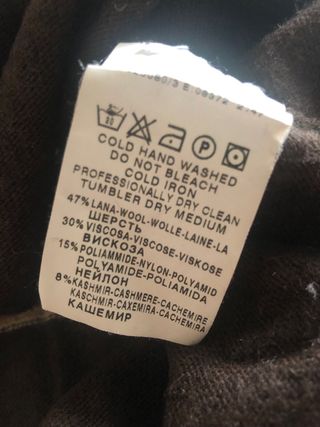 COLD HAND WASHED
DO NOT BLEACH
COLD IRON
PROFESSIONALLY DRY CLEAN
TUMBLER DRY MEDIUM
47% LANA-WOOL-WOLLE-LAINE-LA
ШЕРСТЬ
30% VISCOSA-VISCOSE-VISKOSE
ВИСКОЗА
15% POLIAMMIDE-NYLON-POLYAMID
POLYAMIDE-POLIAMIDA
НЕЙЛОН
8% KASHMIR-CASHMERE-CACHEMIRE
KASCHMIR-CAXEMIRA-CACHEMIRA
КАШЕМИР